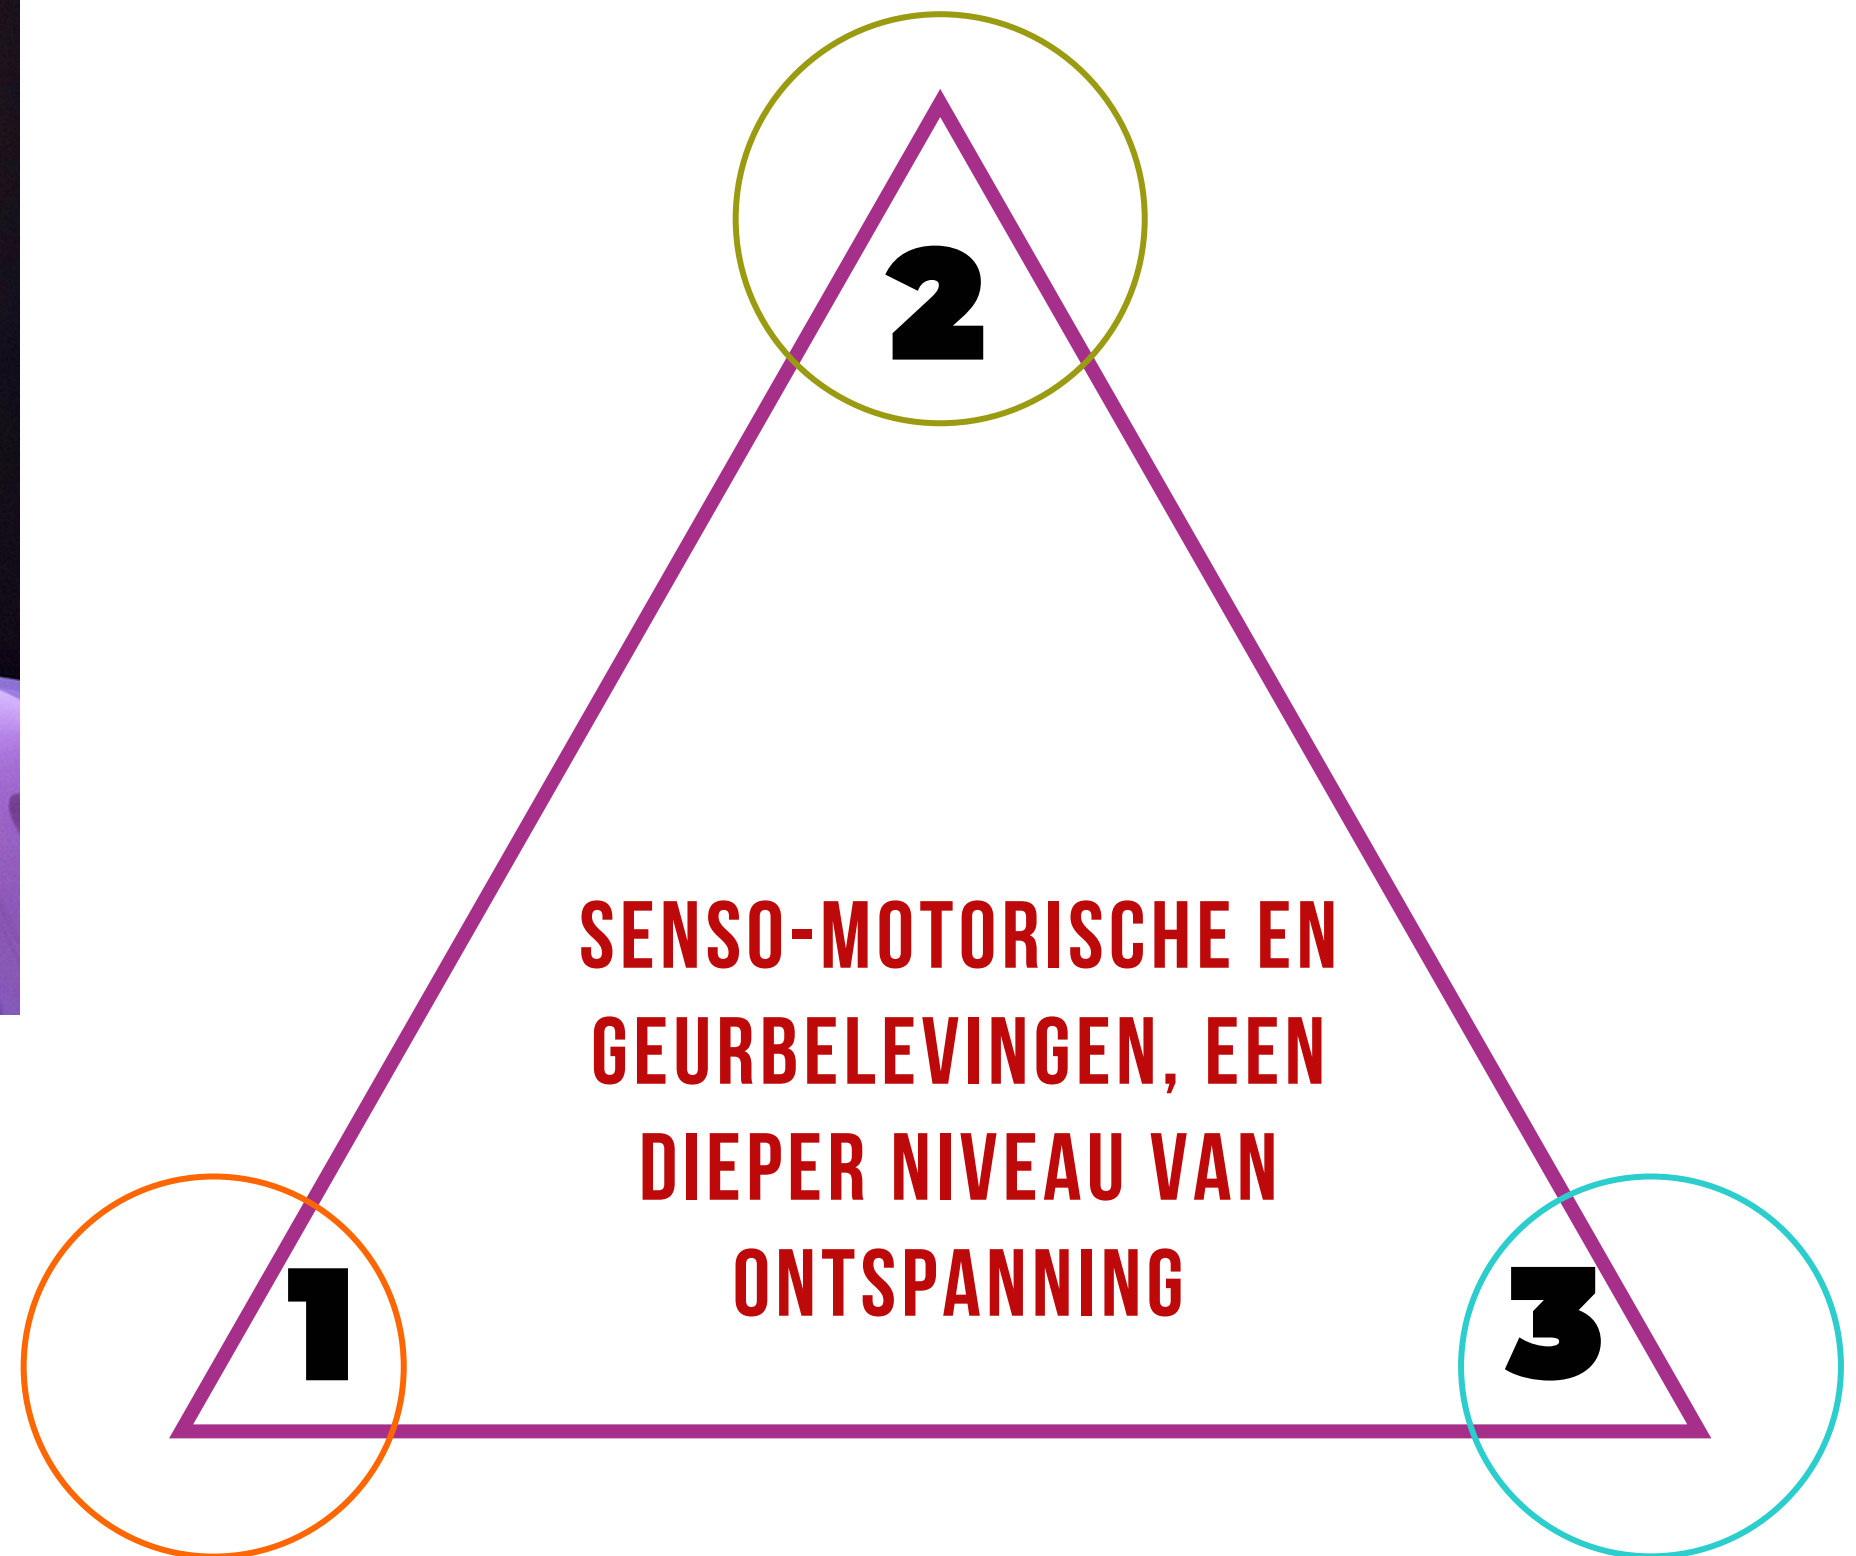 2
SENSO-MOTORISCHE EN
GEURBELEVINGEN, EEN
DIEPER NIVEAU VAN
ONTSPANNING
1
3